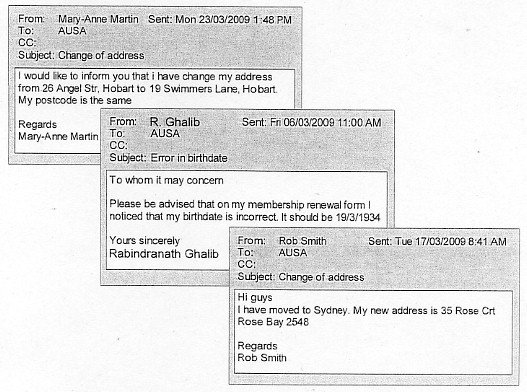 From: Mary-Anne Martin Sent: Mon 23/03/2009 1:48 PM
To: AUSA
CC:
Subject: Change of address
I would like to inform you that i have change my address
from 26 Angel Str, Hobart to 19 Swimmers Lane, Hobart.
My postcode is the same
Regards
Mary-Anne Martin
From: R. Ghalib Sent: Fri 06/03/2009 11:00 AM
To: AUSA
CC:
Subject: Error in birthdate
To whom it may concern
Please be advised that on my membership renewal form I
noticed that my birthdate is incorrect. It should be 19/3/1934
Yours sincerely
Rabindranath Ghalib
From: Rob Smith Sent: Tue 17/03/2009 8:41 AM
To: AUSA
CC:
Subject: Change of address
Hi guys
I have moved to Sydney. My new address is 35 Rose Crt
Rose Bay 2548
Regards
Rob Smith